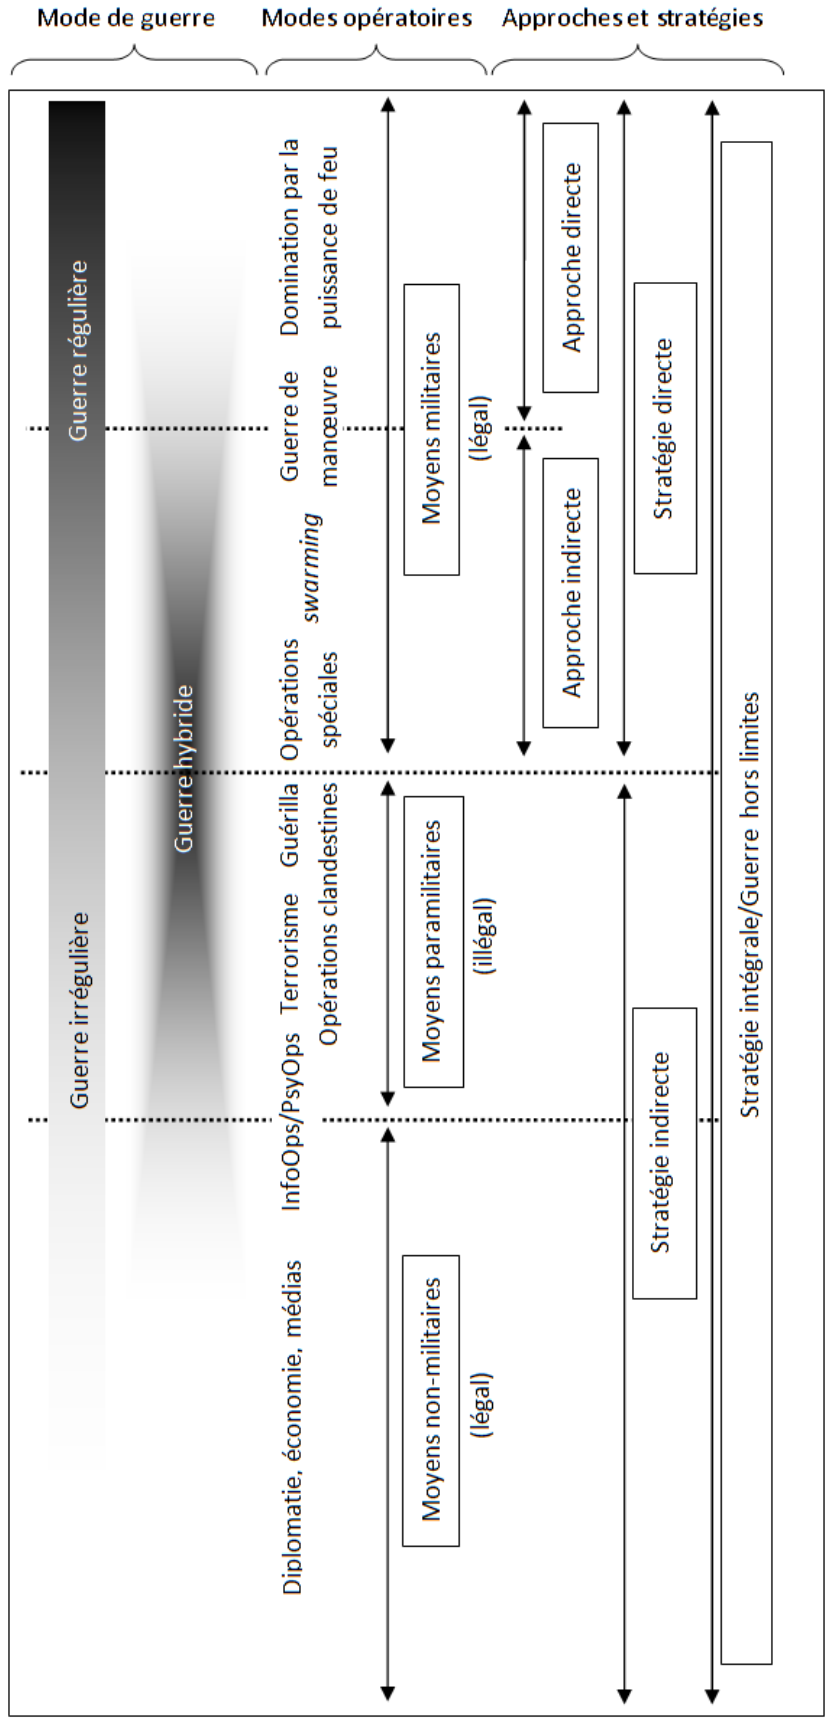 Mode de guerre
Modes opératoires
Approches et stratégies
Guerre régulière
Guerre irrégulière
Guerre hybride
Domination par la
puissance de feu
Guerre de
manœuvre
swarming
Opérations
spéciales
Guérilla
Terrorisme
Opérations clandestines
InfoOps/PsyOps
Diplomatie, économie, médias
Moyens militaires
(légal)
Moyens paramilitaires
(illégal)
Moyens non-militaires
(légal)
Approche directe
Approche indirecte
Stratégie directe
Stratégie indirecte
Stratégie intégrale/Guerre hors limites